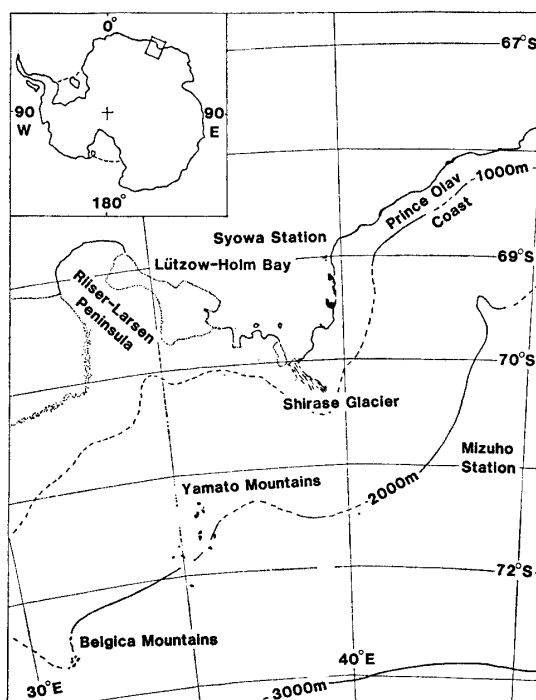 0°
67°S
90
W
90
E
180°
1000m
Prince Olav
Coast
Syowa Station
69°S
Lützow-Holm Bay
Riiser-Larsen
Peninsula
70°S
Shirase Glacier
Mizuho
Station
Yamato Mountains
2000m
72°S
Belgica Mountains
40°E
30°E
3000m